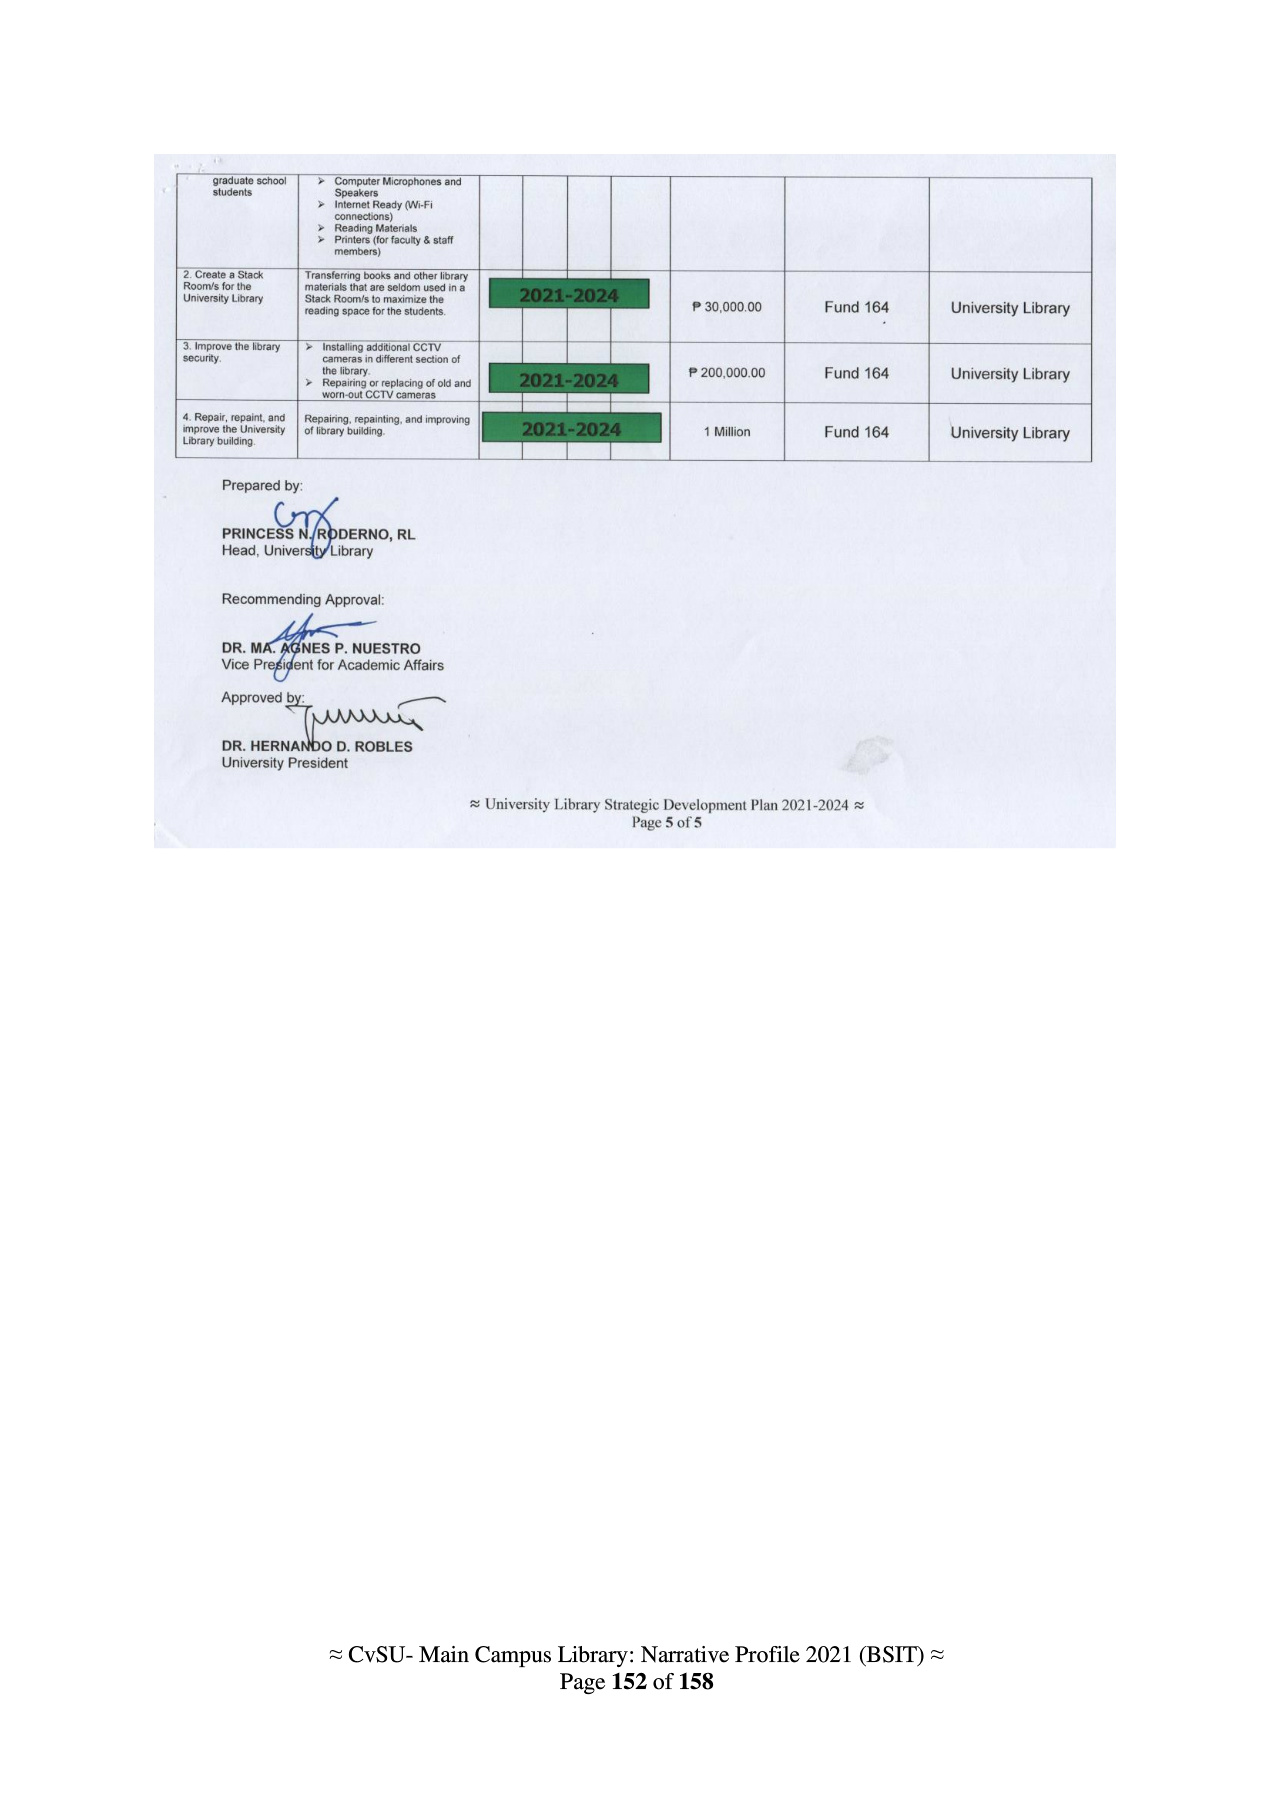 graduate school
students
➢ Computer Microphones and
Speakers
➢ Internet Ready (Wi-Fi
connections)
➢ Reading Materials
➢ Printers (for faculty & staff
members)
2. Create a Stack
Room/s for the
University Library
Transferring books and other library
materials that are seldom used in a
Stack Room/s to maximize the
reading space for the students.
2021-2024
₱ 30,000.00
Fund 164
University Library
3. Improve the library
security.
➢ Installing additional CCTV
cameras in different section of
the library.
➢ Repairing or replacing of old and
worn-out CCTV cameras
2021-2024
₱ 200,000.00
Fund 164
University Library
4. Repair, repaint, and
improve the University
Library building.
Repairing, repainting, and improving
of library building.
2021-2024
1 Million
Fund 164
University Library
Prepared by:
PRINCESS N. RODERNO, RL
Head, University Library
Recommending Approval:
DR. MA. AGNES P. NUESTRO
Vice President for Academic Affairs
Approved by:
DR. HERNANDO D. ROBLES
University President
≈ University Library Strategic Development Plan 2021-2024 ≈
Page 5 of 5
≈ CvSU- Main Campus Library: Narrative Profile 2021 (BSIT) ≈
Page 152 of 158